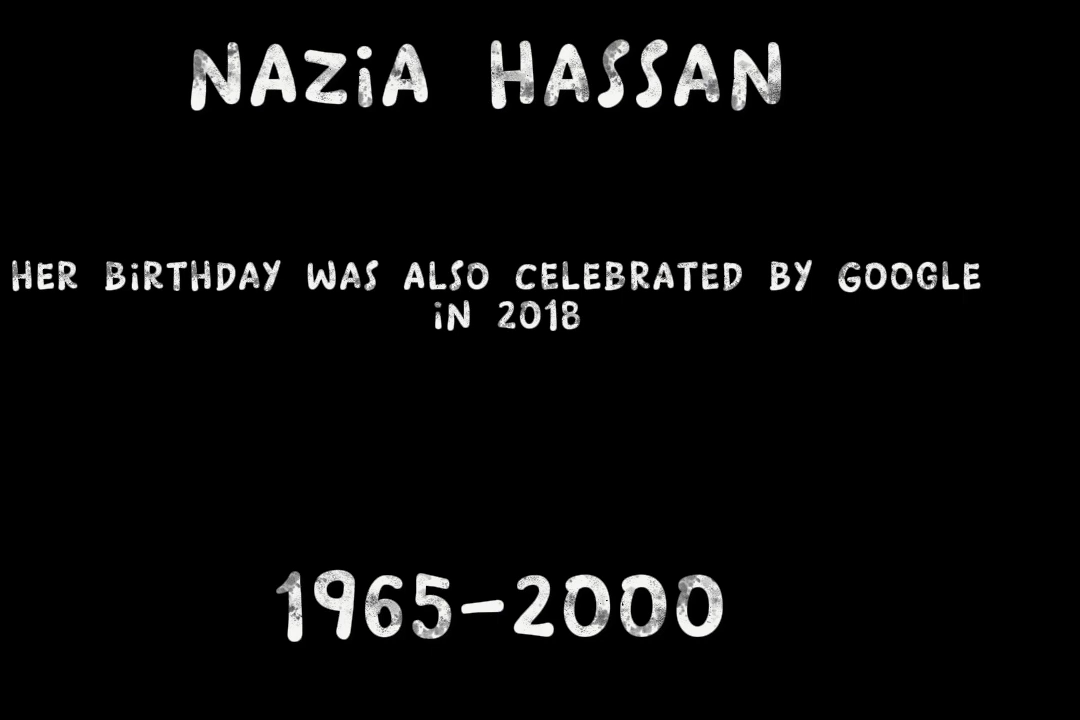 NAZiA HASSAN
HER BiRTHDAY WAS ALSO CELEBRATED BY GOOGLE
iN 2018
1965-2000